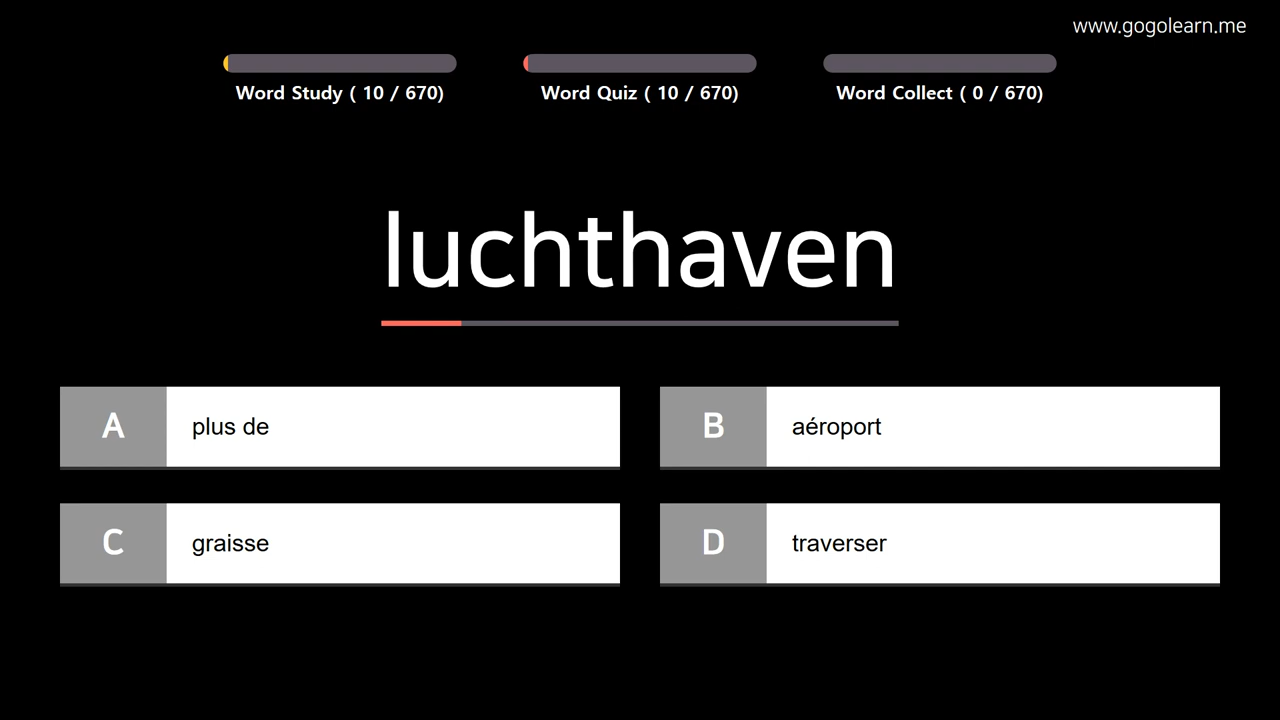 www.gogolearn.me
Word Study ( 10 / 670)
Word Quiz ( 10 / 670)
Word Collect ( 0 / 670)
luchthaven
A plus de
B aéroport
C graisse
D traverser